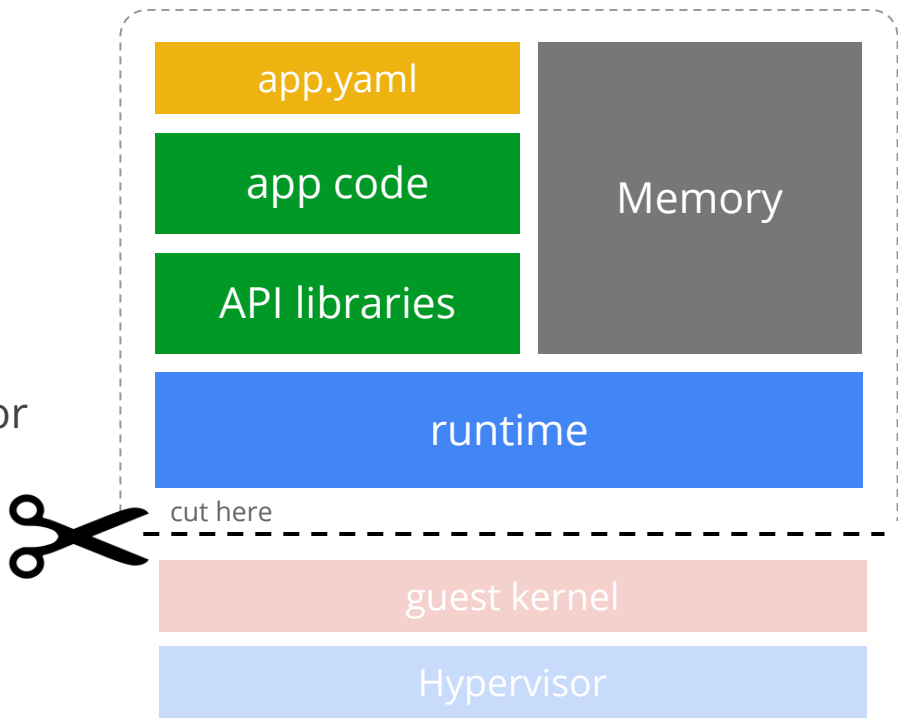 app.yaml
app code
Memory
API libraries
or
runtime
cut here
guest kernel
Hypervisor